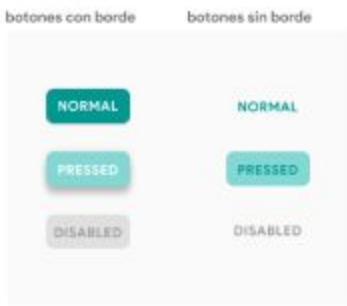 botones con borde botones sin borde
NORMAL NORMAL
PRESSED PRESSED
DISABLED DISABLED